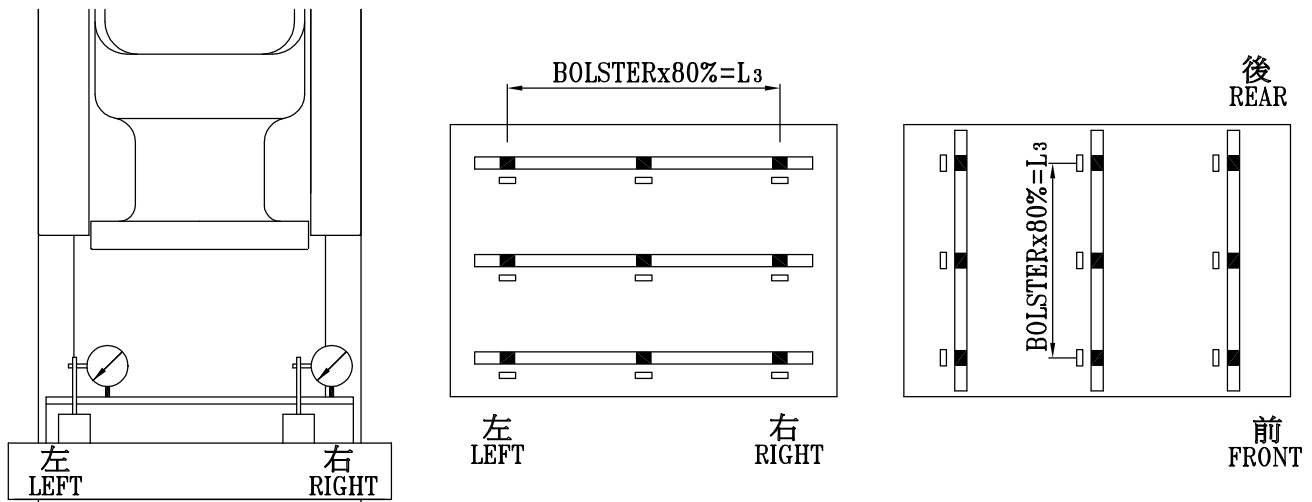 左
LEFT
右
RIGHT
BOLSTERx80%=L₃
左
LEFT
右
RIGHT
後
REAR
BOLSTERx80%=L₃
前
FRONT